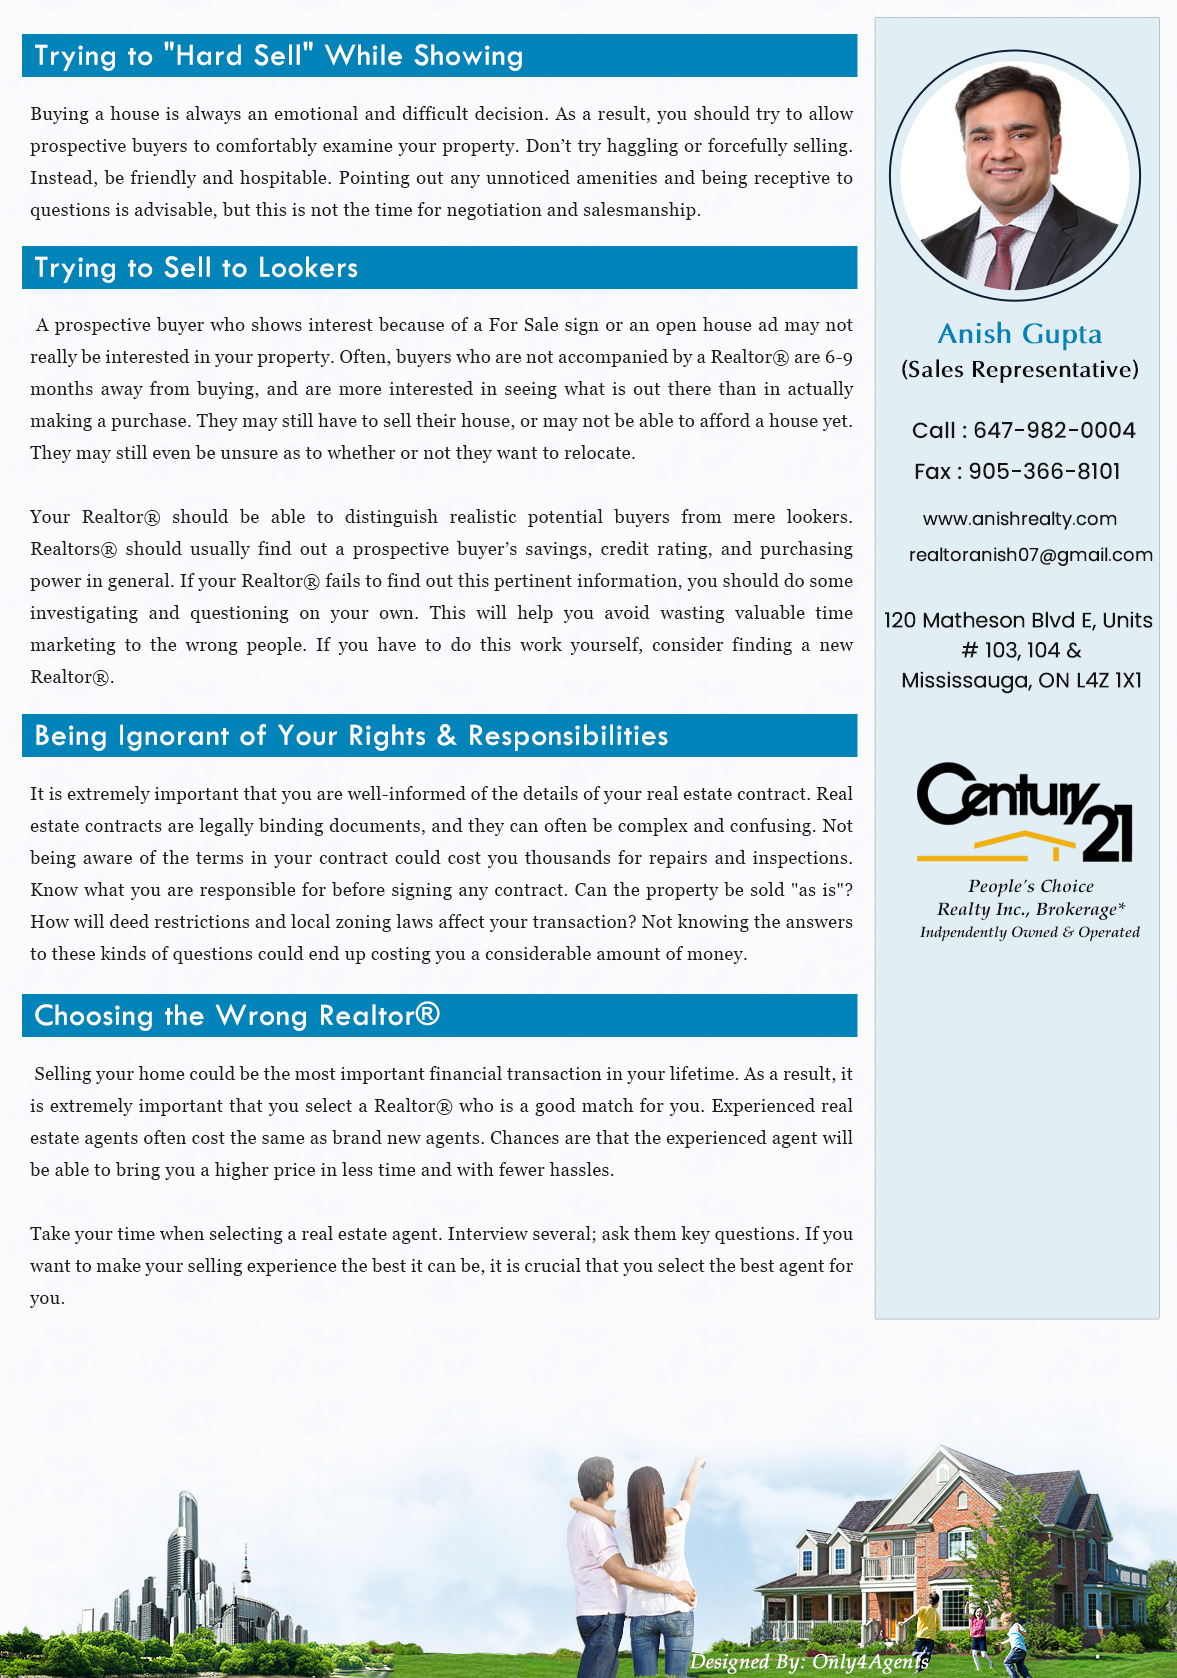 Trying to "Hard Sell" While Showing
Buying a house is always an emotional and difficult decision. As a result, you should try to allow
prospective buyers to comfortably examine your property. Don’t try haggling or forcefully selling.
Instead, be friendly and hospitable. Pointing out any unnoticed amenities and being receptive to
questions is advisable, but this is not the time for negotiation and salesmanship.
Trying to Sell to Lookers
A prospective buyer who shows interest because of a For Sale sign or an open house ad may not
really be interested in your property. Often, buyers who are not accompanied by a Realtor® are 6-9
months away from buying, and are more interested in seeing what is out there than in actually
making a purchase. They may still have to sell their house, or may not be able to afford a house yet.
They may still even be unsure as to whether or not they want to relocate.
Your Realtor® should be able to distinguish realistic potential buyers from mere lookers.
Realtors® should usually find out a prospective buyer’s savings, credit rating, and purchasing
power in general. If your Realtor® fails to find out this pertinent information, you should do some
investigating and questioning on your own. This will help you avoid wasting valuable time
marketing to the wrong people. If you have to do this work yourself, consider finding a new
Realtor®.
Being Ignorant of Your Rights & Responsibilities
It is extremely important that you are well-informed of the details of your real estate contract. Real
estate contracts are legally binding documents, and they can often be complex and confusing. Not
being aware of the terms in your contract could cost you thousands for repairs and inspections.
Know what you are responsible for before signing any contract. Can the property be sold "as is"?
How will deed restrictions and local zoning laws affect your transaction? Not knowing the answers
to these kinds of questions could end up costing you a considerable amount of money.
Choosing the Wrong Realtor®
Selling your home could be the most important financial transaction in your lifetime. As a result, it
is extremely important that you select a Realtor® who is a good match for you. Experienced real
estate agents often cost the same as brand new agents. Chances are that the experienced agent will
be able to bring you a higher price in less time and with fewer hassles.
Take your time when selecting a real estate agent. Interview several; ask them key questions. If you
want to make your selling experience the best it can be, it is crucial that you select the best agent for
you.
Anish Gupta
(Sales Representative)
Call : 647-982-0004
Fax : 905-366-8101
www.anishrealty.com
realtoranish07@gmail.com
120 Matheson Blvd E, Units
# 103, 104 &
Mississauga, ON L4Z 1X1
Century 21
People's Choice
Realty Inc., Brokerage*
Indpendently Owned & Operated
Designed By: Only4Agents